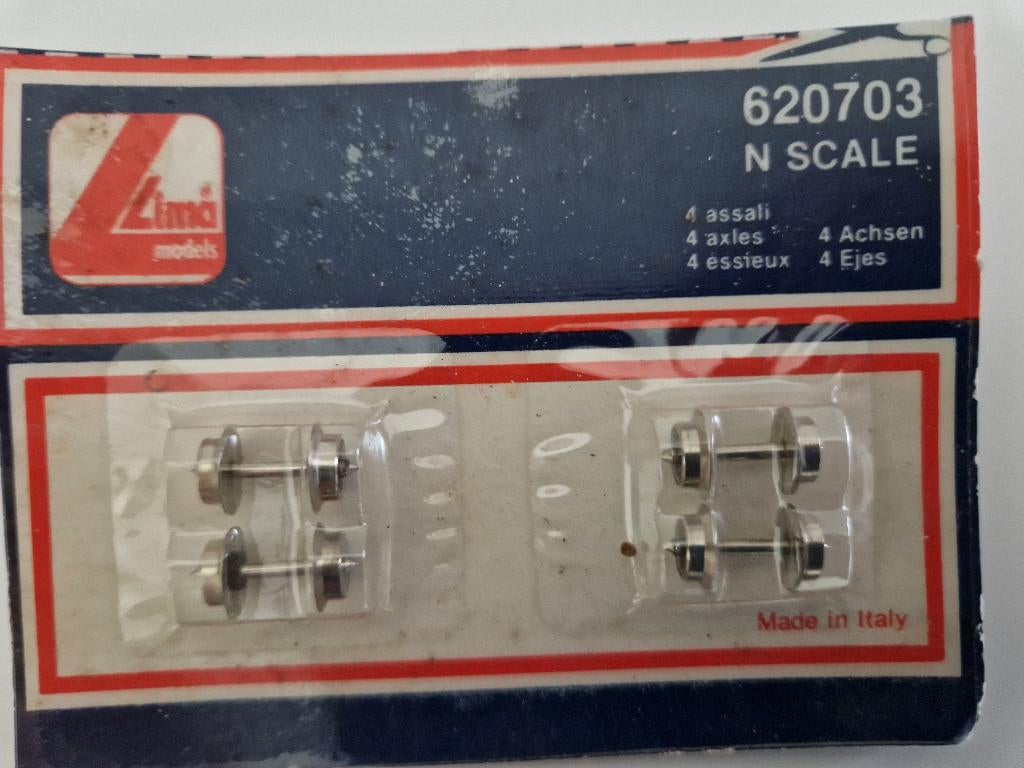 Lima
models
620703
N SCALE
4 assali
4 axles 4 Achsen
4 essieux 4 Ejes
Made in Italy